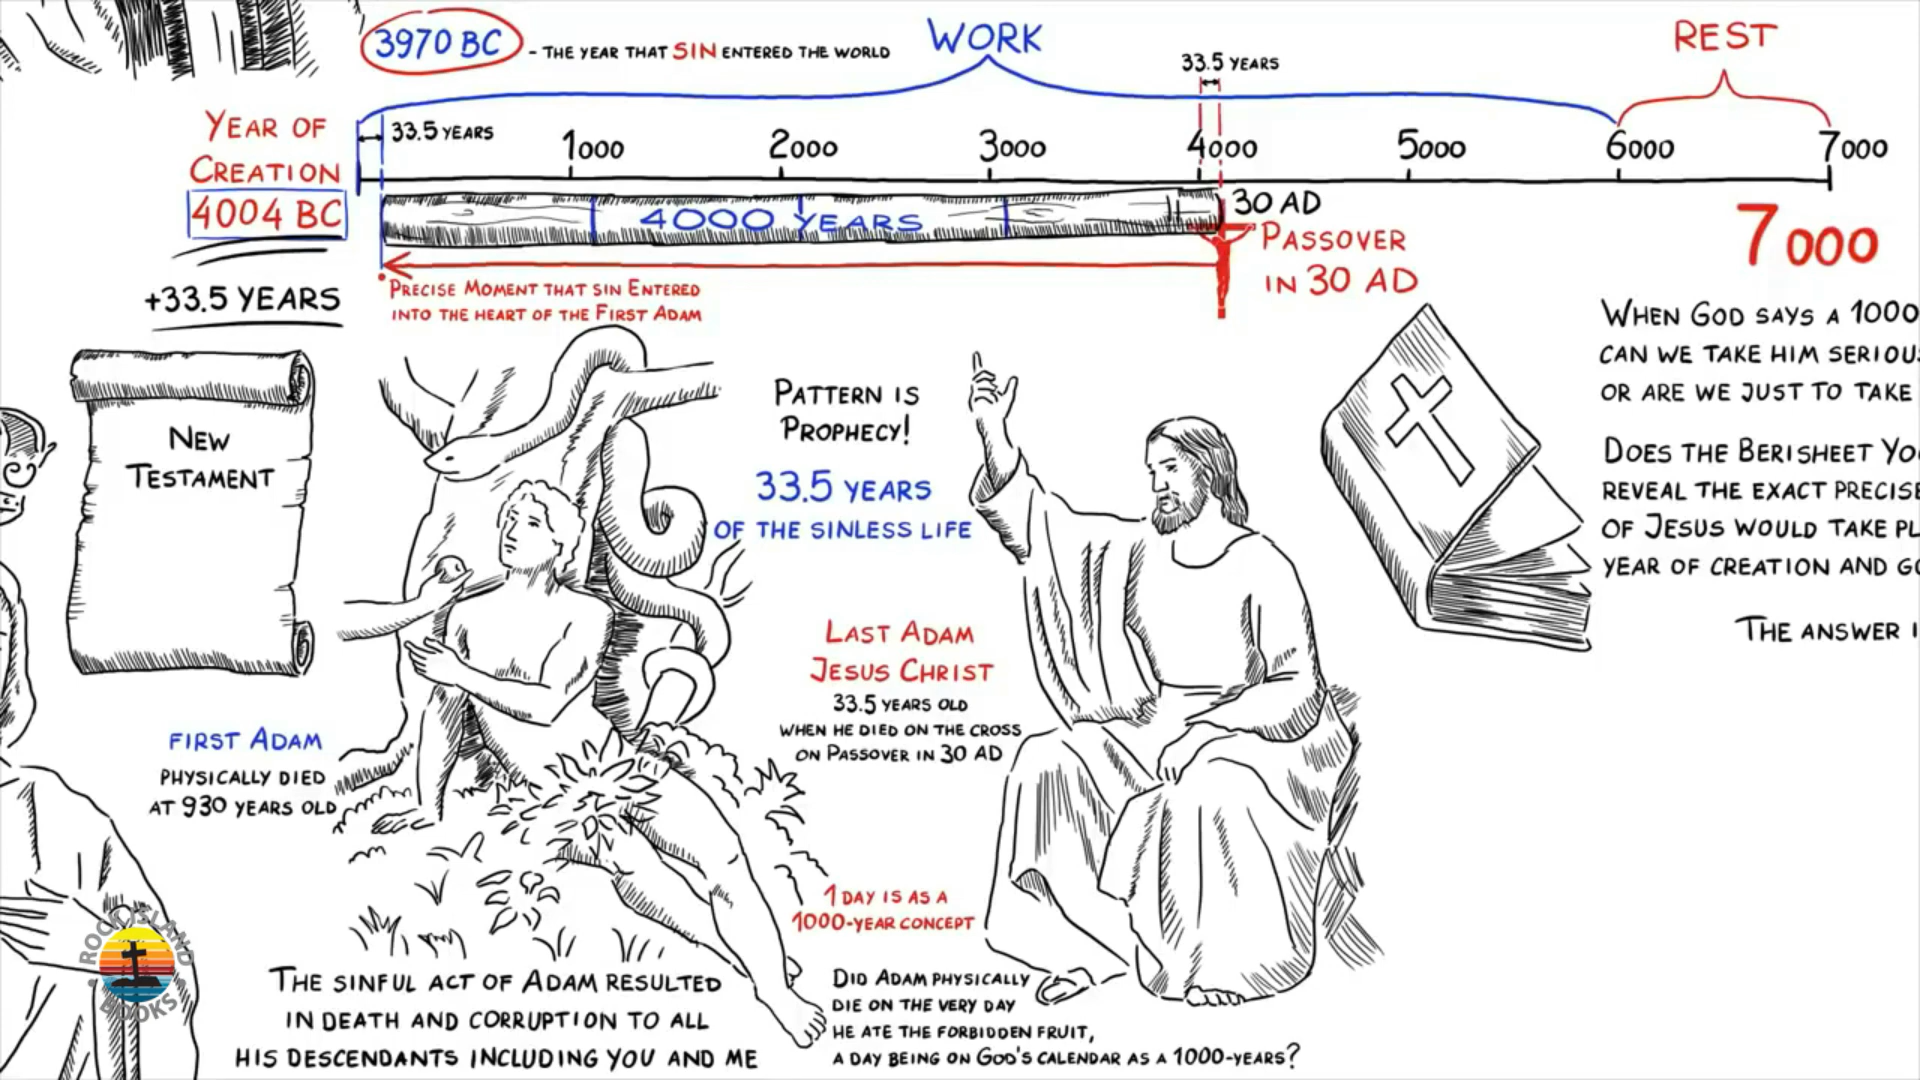 3970 BC
- THE YEAR THAT SIN ENTERED THE WORLD
WORK
REST
33.5 YEARS
YEAR OF
CREATION
4004 BC
+33.5 YEARS
33.5 YEARS
1000
2000
3000
4000
5000
6000
7000
4000 YEARS
30 AD
PASSOVER
IN 30 AD
7000
PRECISE MOMENT THAT SIN ENTERED
INTO THE HEART OF THE FIRST ADAM
NEW
TESTAMENT
PATTERN IS
PROPHECY!
33.5 YEARS
OF THE SINLESS LIFE
WHEN GOD SAYS A 1000
CAN WE TAKE HIM SERIOUS
OR ARE WE JUST TO TAKE
DOES THE BERISHEET YO
REVEAL THE EXACT PRECISE
OF JESUS WOULD TAKE PL
YEAR OF CREATION AND GO
THE ANSWER I
LAST ADAM
JESUS CHRIST
33.5 YEARS OLD
WHEN HE DIED ON THE CROSS
ON PASSOVER IN 30 AD
FIRST ADAM
PHYSICALLY DIED
AT 930 YEARS OLD
1 DAY IS AS A
1000-YEAR CONCEPT
THE SINFUL ACT OF ADAM RESULTED
IN DEATH AND CORRUPTION TO ALL
HIS DESCENDANTS INCLUDING YOU AND ME
DID ADAM PHYSICALLY
DIE ON THE VERY DAY
HE ATE THE FORBIDDEN FRUIT,
A DAY BEING ON GOD'S CALENDAR AS A 1000-YEARS?
ROCK ISLAND
BOOKS